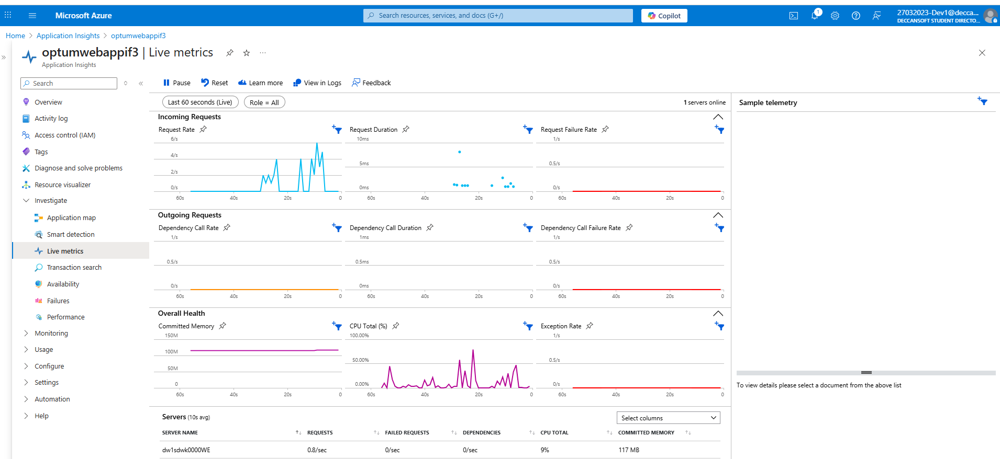 Microsoft Azure
Search resources, services, and docs (G+/)
Copilot
1
27032023-Dev1@decca...
DECCANSOFT STUDENT DIRECTO...
Home > Application Insights > optumwebappif3
optumwebappif3 | Live metrics
Application Insights
Search
Overview
Activity log
Access control (IAM)
Tags
Diagnose and solve problems
Resource visualizer
Investigate
Application map
Smart detection
Live metrics
Transaction search
Availability
Failures
Performance
Monitoring
Usage
Configure
Settings
Automation
Help
Pause Reset Learn more View in Logs Feedback
Last 60 seconds (Live) Role = All 1 servers online
Incoming Requests
Request Rate
6/s
4/s
2/s
0/s
60s 40s 20s 0
Request Duration
10ms
5ms
0ms
60s 40s 20s 0
Request Failure Rate
1/s
0.5/s
0/s
60s 40s 20s 0
Outgoing Requests
Dependency Call Rate
1/s
0.5/s
0/s
60s 40s 20s 0
Dependency Call Duration
1ms
0.5ms
0ms
60s 40s 20s 0
Dependency Call Failure Rate
1/s
0.5/s
0/s
60s 40s 20s 0
Overall Health
Committed Memory
150M
100M
50M
0
60s 40s 20s 0
CPU Total (%)
100.00%
50.00%
0.00%
60s 40s 20s 0
Exception Rate
1/s
0.5/s
0/s
60s 40s 20s 0
Servers (10s avg)
Select columns
SERVER NAME REQUESTS FAILED REQUESTS DEPENDENCIES CPU TOTAL COMMITTED MEMORY
dw1sdwk0000WE 0.8/sec 0/sec 0/sec 9% 117 MB
Sample telemetry
To view details please select a document from the above list